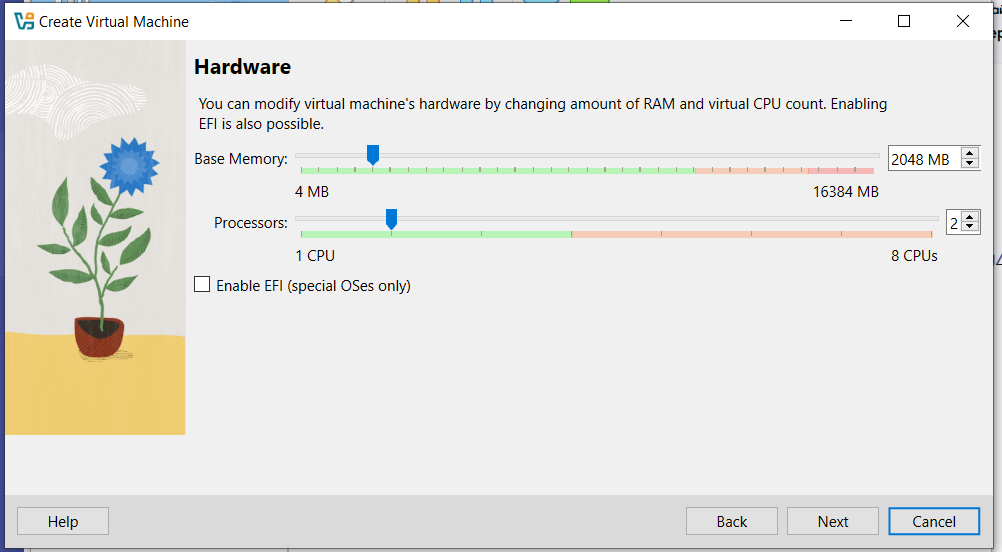 Create Virtual Machine
Hardware
You can modify virtual machine's hardware by changing amount of RAM and virtual CPU count. Enabling
EFI is also possible.
Base Memory:
2048 MB
4 MB
16384 MB
Processors:
2
1 CPU
8 CPUs
Enable EFI (special OSes only)
Help
Back
Next
Cancel